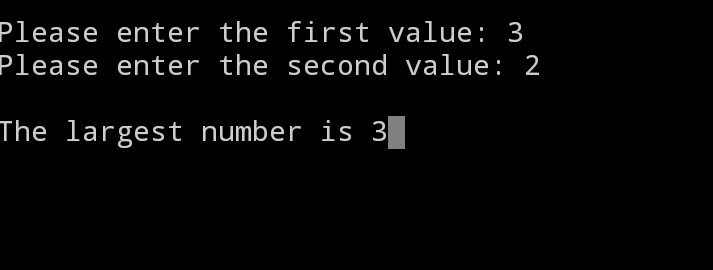 Please enter the first value: 3
Please enter the second value: 2
The largest number is 3